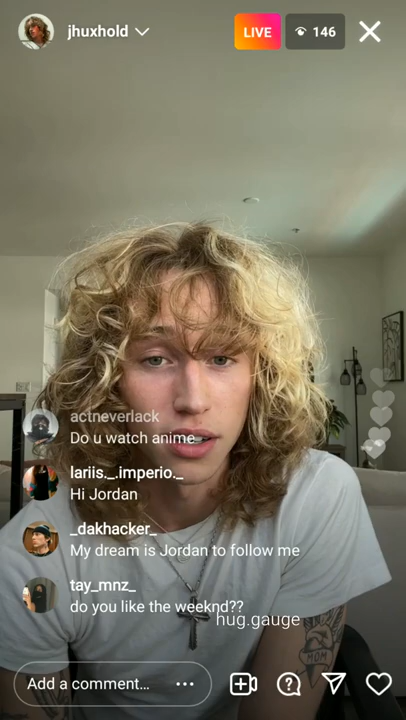 jhuxhold
LIVE
146
actneverlack
Do u watch anime
lariis._.imperio._
Hi Jordan
_dakhacker_
My dream is Jordan to follow me
tay_mnz_
do you like the weeknd??
hug.gauge
MOM
Add a comment...